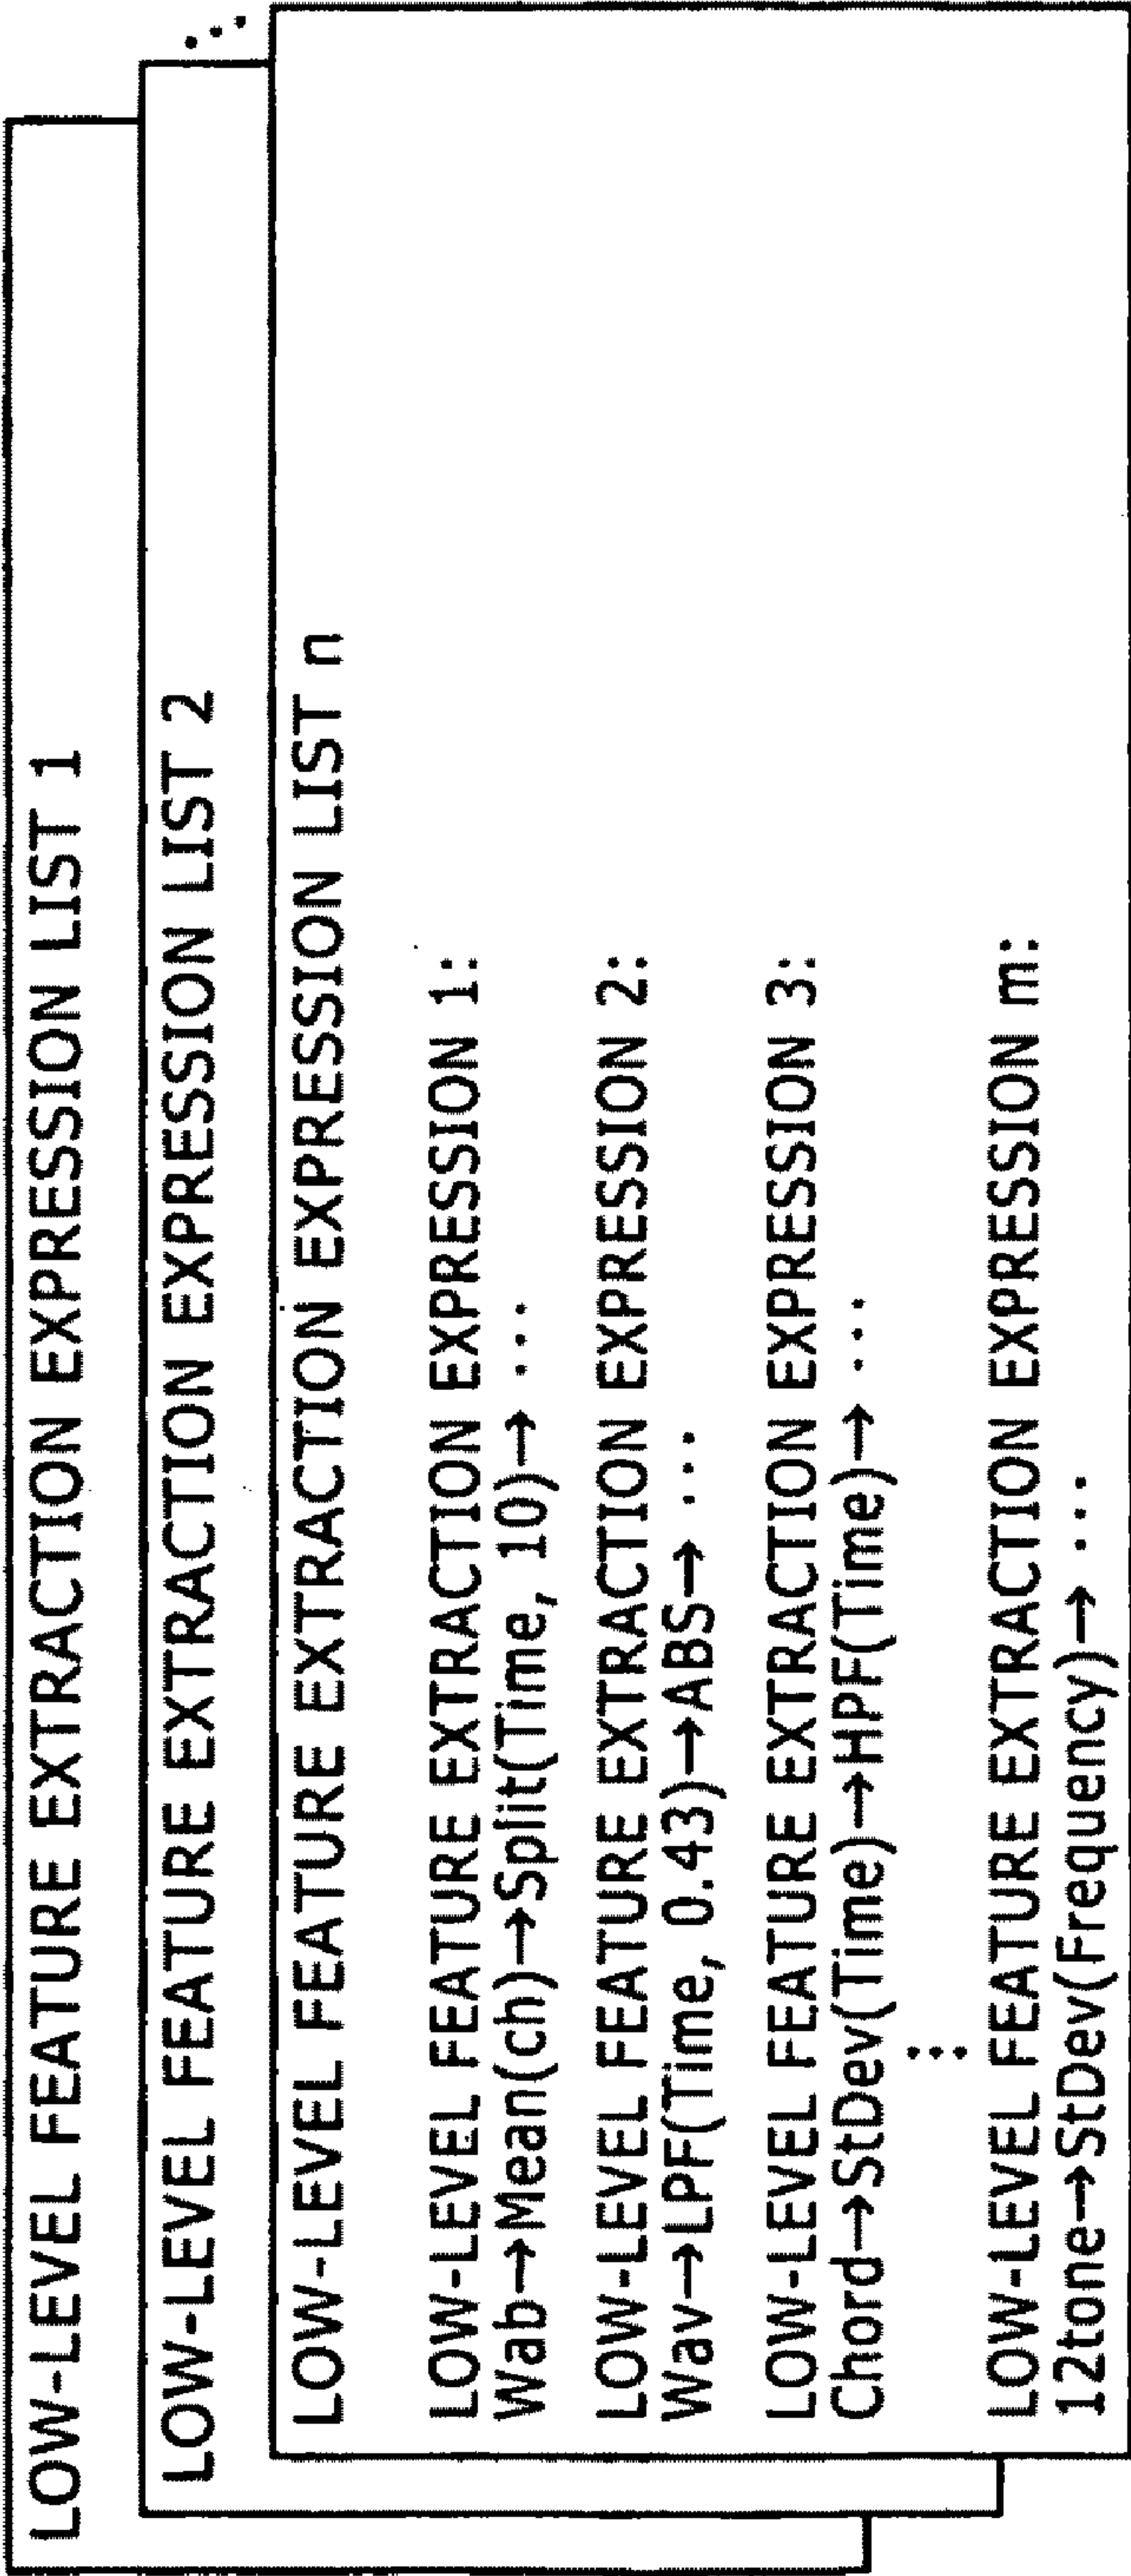 LOW-LEVEL FEATURE EXTRACTION EXPRESSION LIST 1
LOW-LEVEL FEATURE EXTRACTION EXPRESSION LIST 2
LOW-LEVEL FEATURE EXTRACTION EXPRESSION LIST n
LOW-LEVEL FEATURE EXTRACTION EXPRESSION 1:
Wab→Mean(ch)→Split(Time, 10)→ ...
LOW-LEVEL FEATURE EXTRACTION EXPRESSION 2:
Wav→LPF(Time, 0.43)→ABS→ ...
LOW-LEVEL FEATURE EXTRACTION EXPRESSION 3:
Chord→StDev(Time)→HPF(Time)→ ...
⋮
LOW-LEVEL FEATURE EXTRACTION EXPRESSION m:
12tone→StDev(Frequency)→ ...